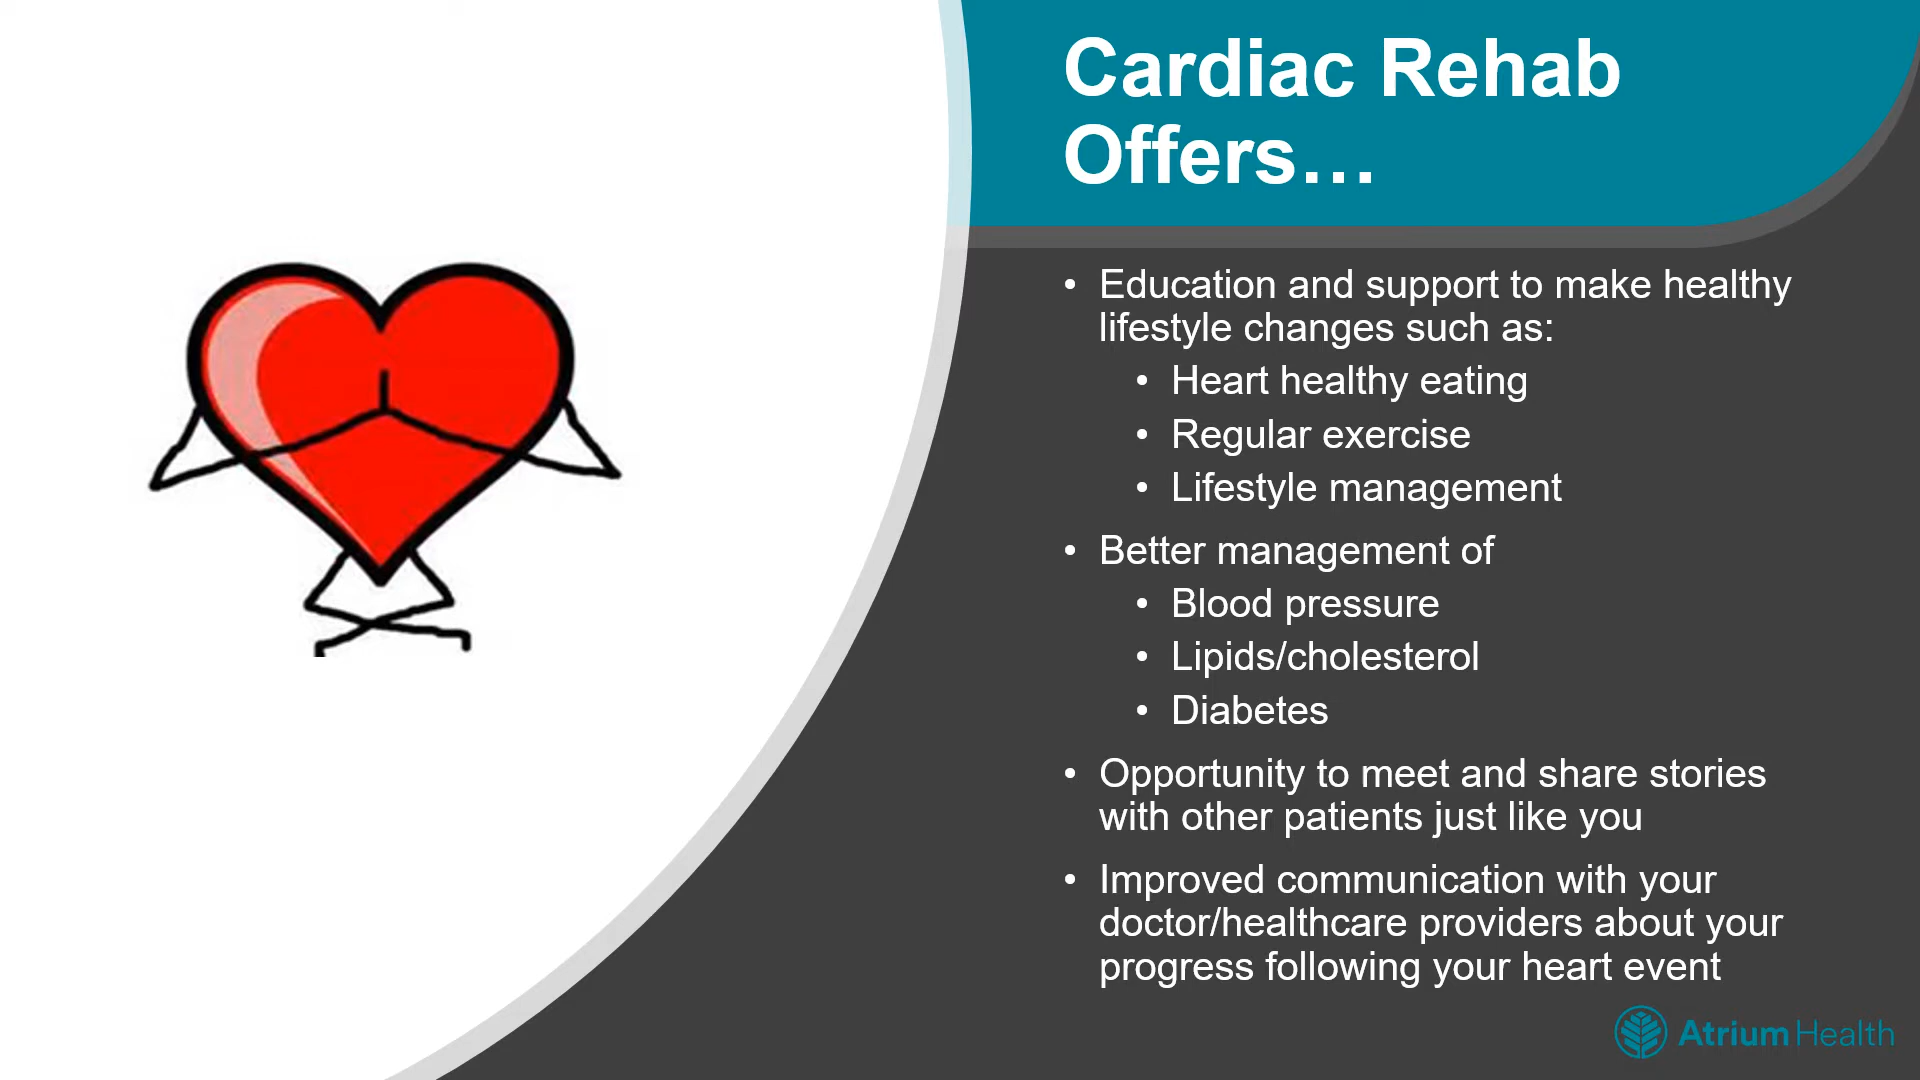 Cardiac Rehab
Offers…
• Education and support to make healthy
lifestyle changes such as:
• Heart healthy eating
• Regular exercise
• Lifestyle management
• Better management of
• Blood pressure
• Lipids/cholesterol
• Diabetes
• Opportunity to meet and share stories
with other patients just like you
• Improved communication with your
doctor/healthcare providers about your
progress following your heart event
Atrium Health